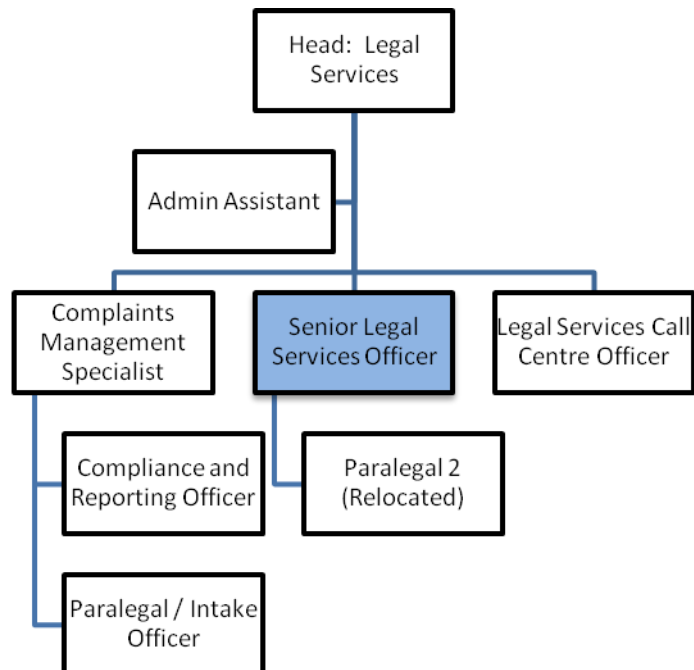 Head:  Legal
Services
Admin Assistant
Complaints
Management
Specialist
Senior Legal
Services Officer
Legal Services Call
Centre Officer
Compliance and
Reporting Officer
Paralegal 2
(Relocated)
Paralegal / Intake
Officer